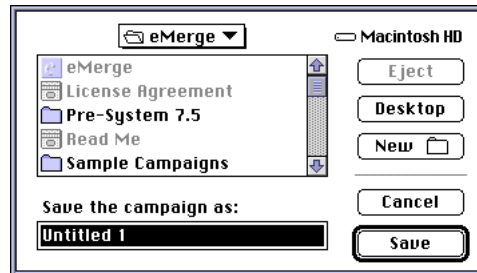 eMerge
Macintosh HD
eMerge
License Agreement
Pre-System 7.5
Read Me
Sample Campaigns
Eject
Desktop
New
Save the campaign as:
Untitled 1
Cancel
Save